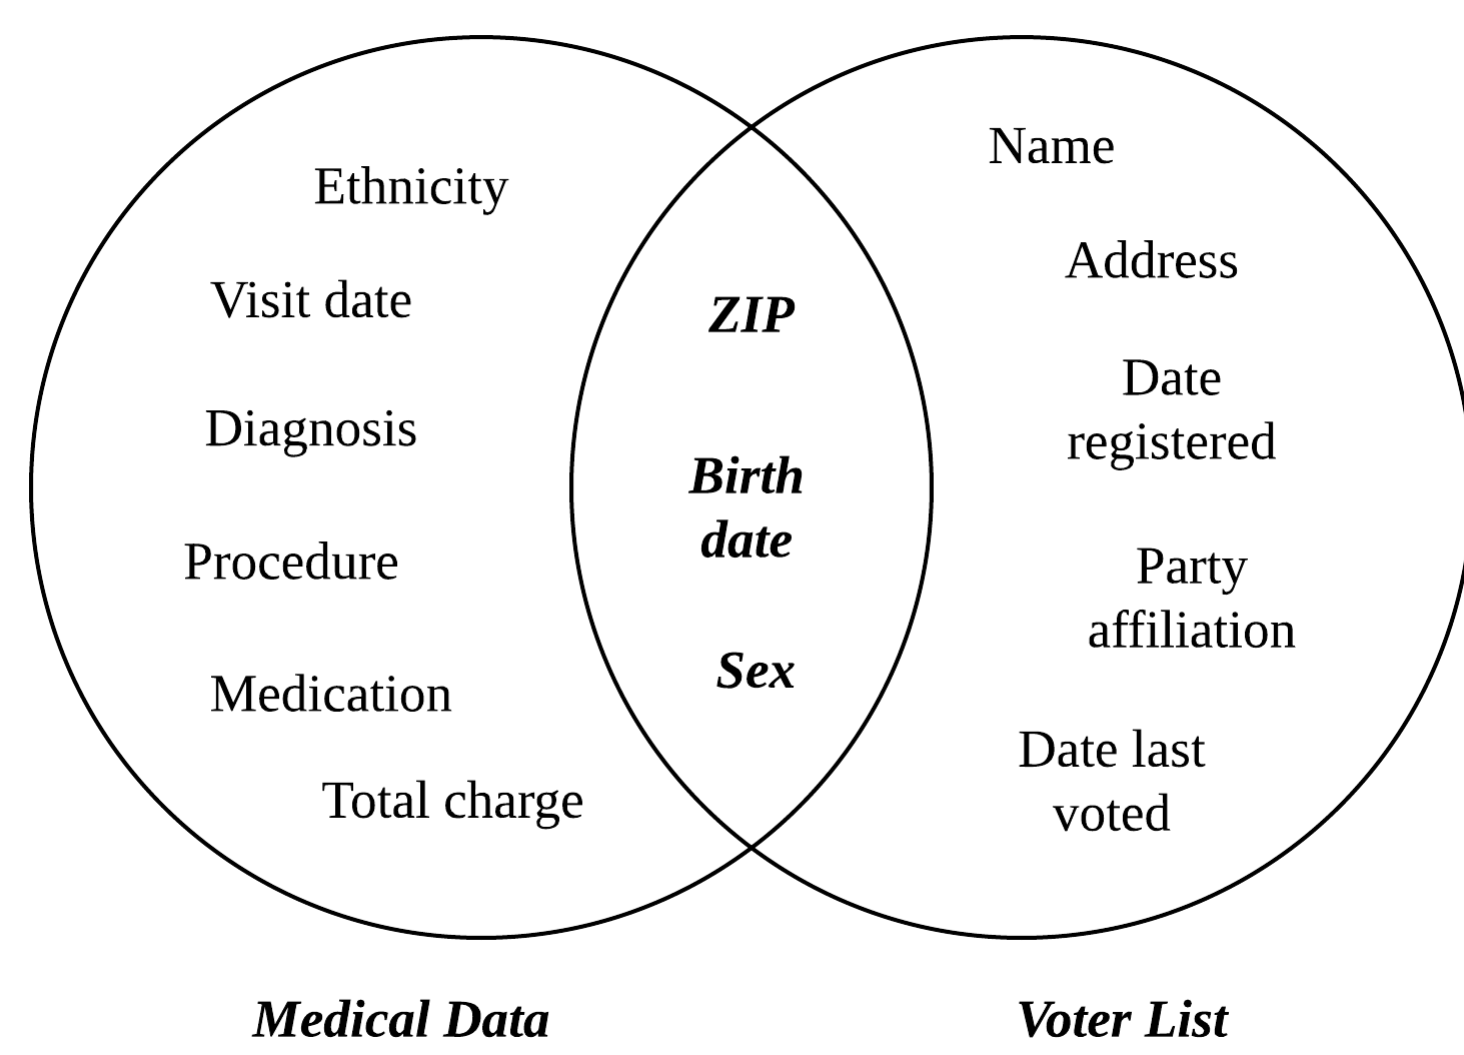 Ethnicity
Visit date
Diagnosis
Procedure
Medication
Total charge
ZIP
Birth
date
Sex
Name
Address
Date
registered
Party
affiliation
Date last
voted
Medical Data
Voter List